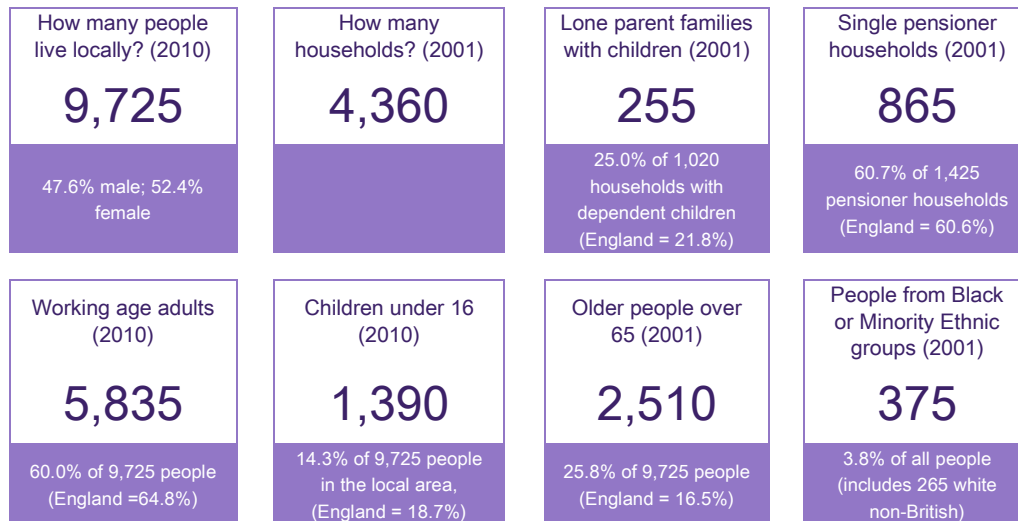 How many people
live locally? (2010)
9,725
47.6% male; 52.4%
female
How many
households? (2001)
4,360
Lone parent families
with children (2001)
255
25.0% of 1,020
households with
dependent children
(England = 21.8%)
Single pensioner
households (2001)
865
60.7% of 1,425
pensioner households
(England = 60.6%)
Working age adults
(2010)
5,835
60.0% of 9,725 people
(England =64.8%)
Children under 16
(2010)
1,390
14.3% of 9,725 people
in the local area,
(England = 18.7%)
Older people over
65 (2001)
2,510
25.8% of 9,725 people
(England = 16.5%)
People from Black
or Minority Ethnic
groups (2001)
375
3.8% of all people
(includes 265 white
non-British)